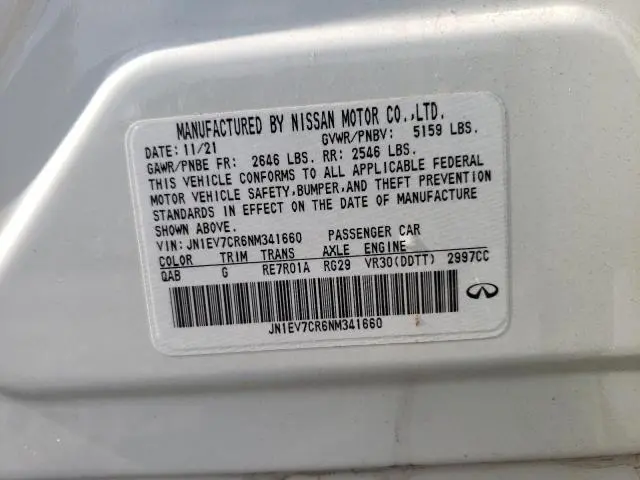 MANUFACTURED BY NISSAN MOTOR CO.,LTD.
DATE: 11/21 GVWR/PNBV: 5159 LBS.
GAWR/PNBE FR: 2646 LBS. RR: 2546 LBS.
THIS VEHICLE CONFORMS TO ALL APPLICABLE FEDERAL
MOTOR VEHICLE SAFETY,BUMPER,AND THEFT PREVENTION
STANDARDS IN EFFECT ON THE DATE OF MANUFACTURE
SHOWN ABOVE.
VIN: JN1EV7CR6NM341660 PASSENGER CAR
COLOR TRIM TRANS AXLE ENGINE
QAB G RE7R01A RG29 VR30(DDTT) 2997CC
JN1EV7CR6NM341660